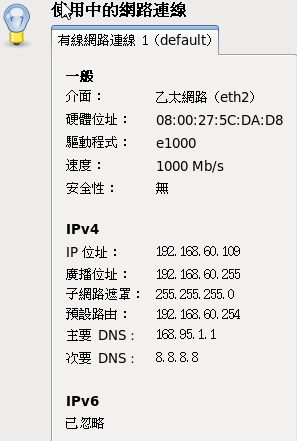 使用中的網路連線
有線網路連線 1 (default)
一般
介面： 乙太網路（eth2）
硬體位址： 08:00:27:5C:DA:D8
驅動程式： e1000
速度： 1000 Mb/s
安全性： 無
IPv4
IP 位址： 192.168.60.109
廣播位址： 192.168.60.255
子網路遮罩： 255.255.255.0
預設路由： 192.168.60.254
主要 DNS： 168.95.1.1
次要 DNS： 8.8.8.8
IPv6
已忽略